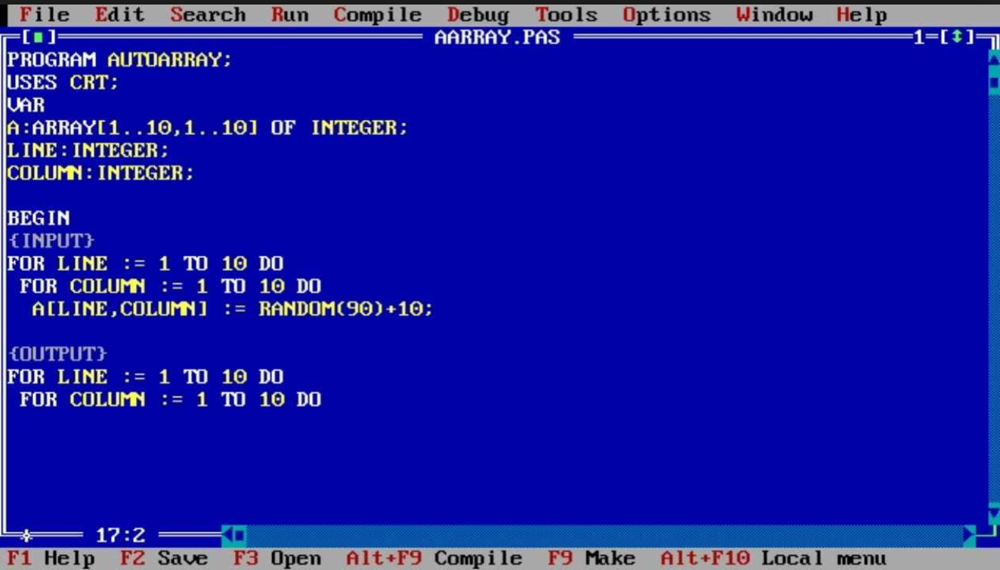 File Edit Search Run Compile Debug Tools Options Window Help
[■] AARRAY.PAS 1=[↕]
PROGRAM AUTOARRAY;
USES CRT;
VAR
A:ARRAY[1..10,1..10] OF INTEGER;
LINE:INTEGER;
COLUMN:INTEGER;
BEGIN
{INPUT}
FOR LINE := 1 TO 10 DO
FOR COLUMN := 1 TO 10 DO
A[LINE,COLUMN] := RANDOM(90)+10;
{OUTPUT}
FOR LINE := 1 TO 10 DO
FOR COLUMN := 1 TO 10 DO
17:2
F1 Help F2 Save F3 Open Alt+F9 Compile F9 Make Alt+F10 Local menu